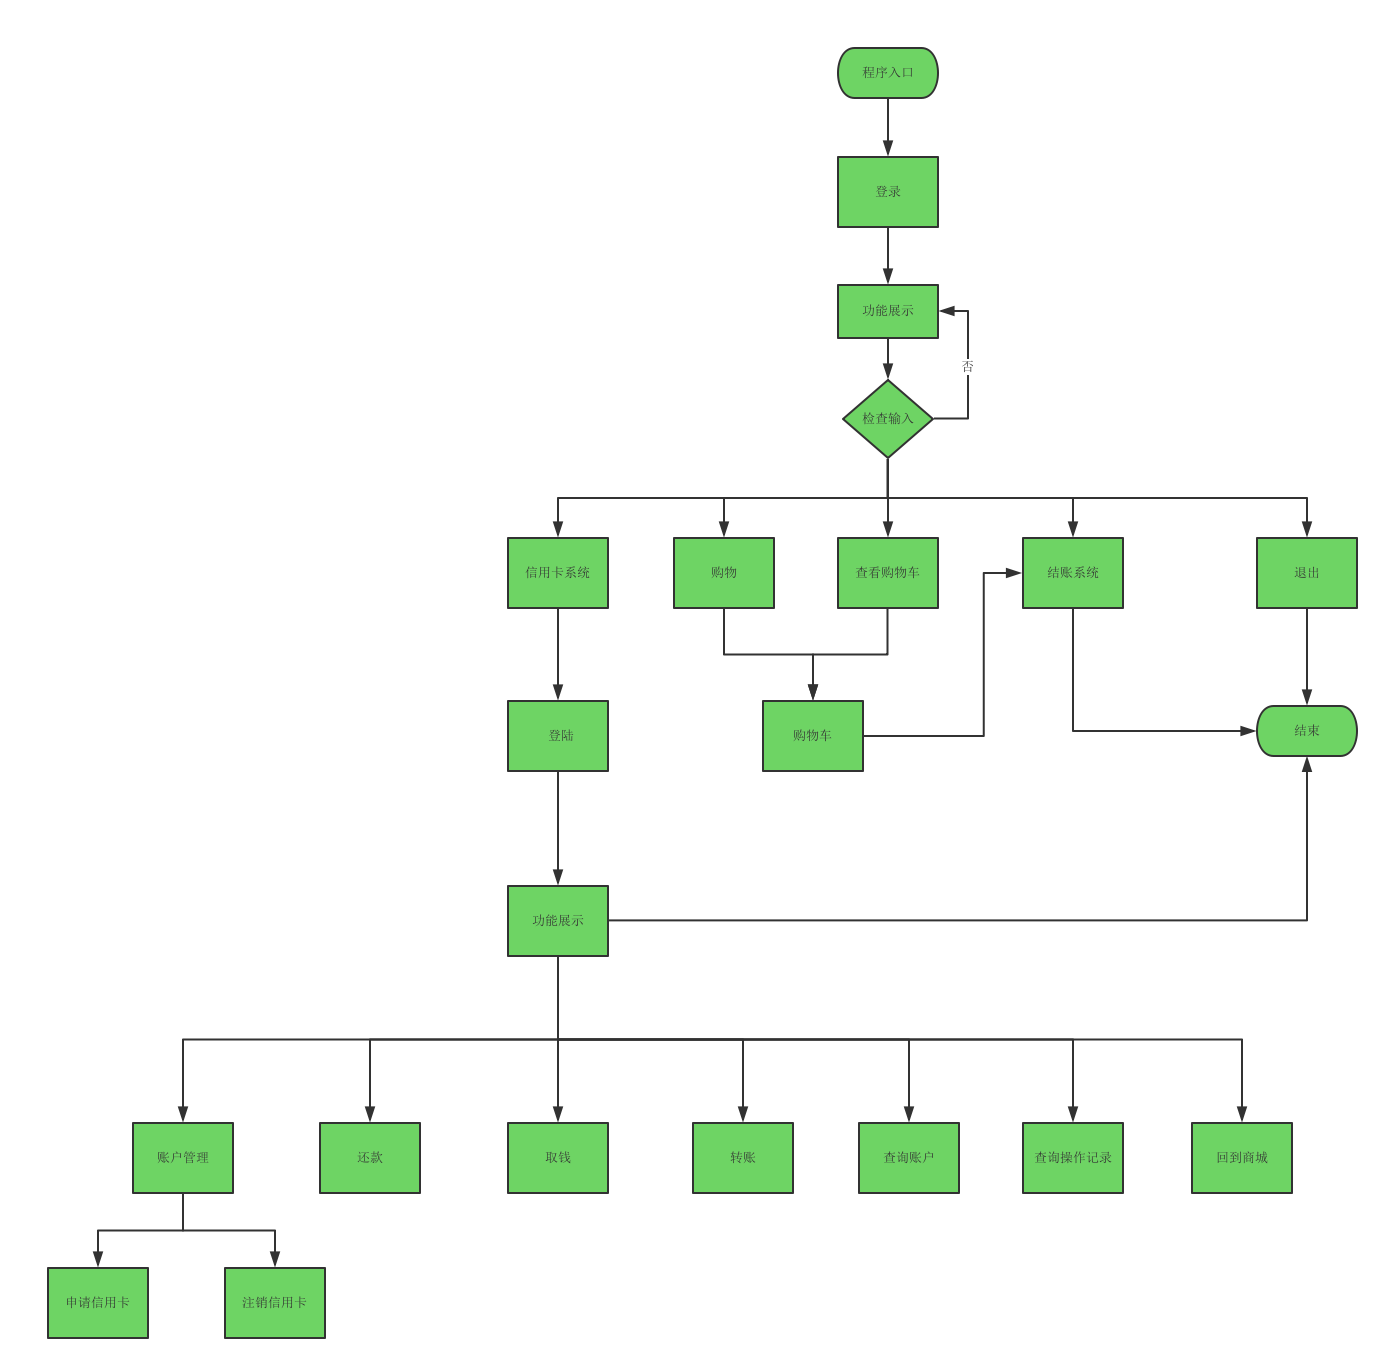 程序入口
登录
功能展示
否
检查输入
信用卡系统
购物
查看购物车
结账系统
退出
登陆
购物车
结束
功能展示
账户管理
还款
取钱
转账
查询账户
查询操作记录
回到商城
申请信用卡
注销信用卡